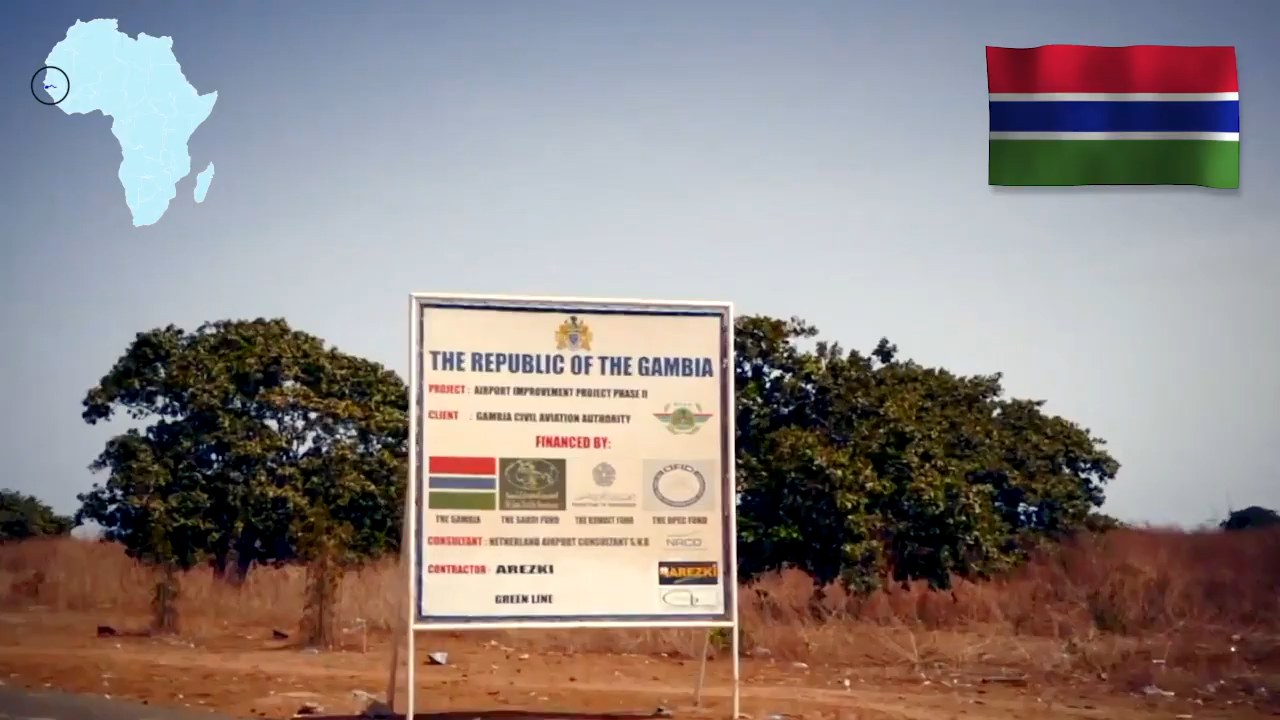 THE REPUBLIC OF THE GAMBIA
PROJECT : AIRPORT IMPROVEMENT PROJECT PHASE II
CLIENT : GAMBIA CIVIL AVIATION AUTHORITY
FINANCED BY:
OFID
THE GAMBIA THE SAUDI FUND THE KUWAIT FUND THE OPEC FUND
CONSULTANT : NETHERLAND AIRPORT CONSULTANT
NACO
CONTRACTOR : AREZKI
AREZKI
GREEN LINE